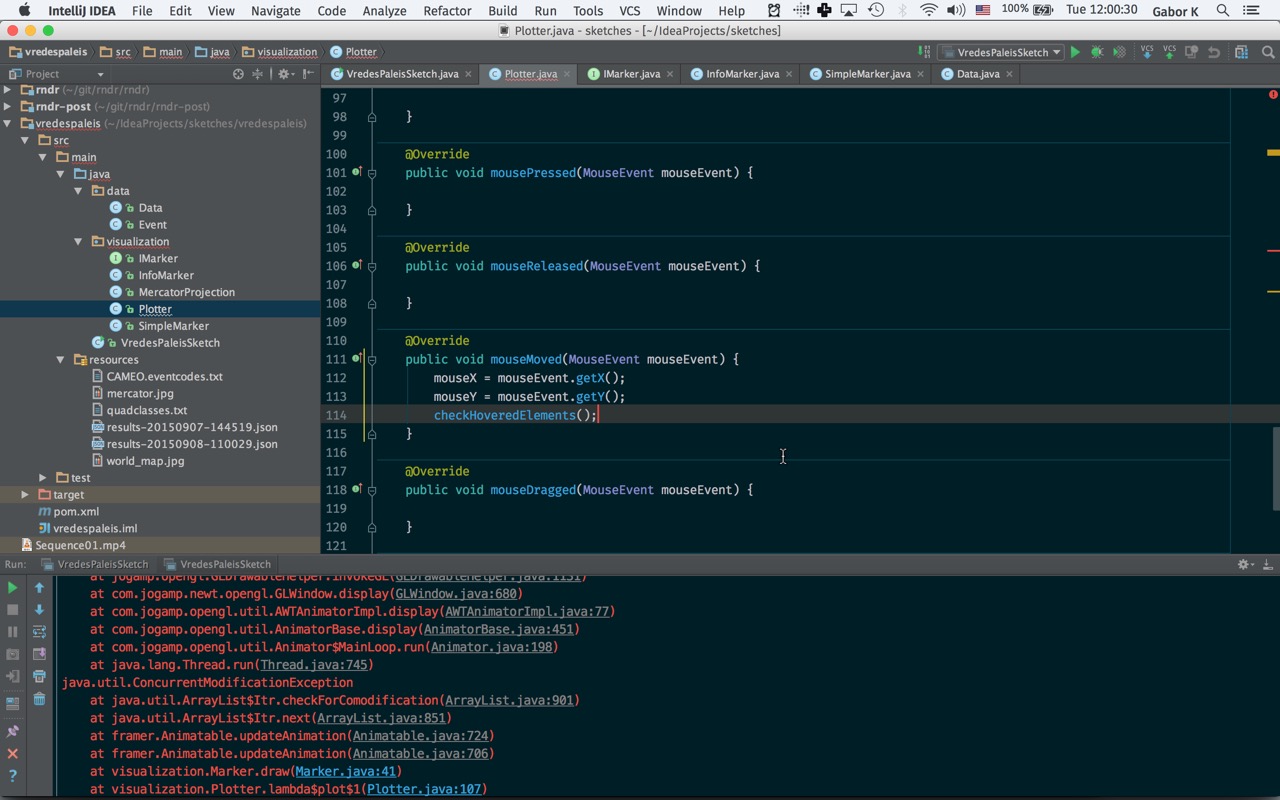 IntelliJ IDEA File Edit View Navigate Code Analyze Refactor Build Run Tools VCS Window Help 100% Tue 12:00:30 Gabor K
Plotter.java - sketches - [~/IdeaProjects/sketches]
vredespaleis src main java visualization Plotter VredesPaleisSketch VCS VCS
Project VredesPaleisSketch.java Plotter.java IMarker.java InfoMarker.java SimpleMarker.java Data.java
rndr (~/git/rndr/rndr)
rndr-post (~/git/rndr/rndr-post)
vredespaleis (~/IdeaProjects/sketches/vredespaleis)
src
main
java
data
Data
Event
visualization
IMarker
InfoMarker
MercatorProjection
Plotter
SimpleMarker
VredesPaleisSketch
resources
CAMEO.eventcodes.txt
mercator.jpg
quadclasses.txt
results-20150907-144519.json
results-20150908-110029.json
world_map.jpg
test
target
pom.xml
vredespaleis.iml
Sequence01.mp4
97
98 }
99
100 @Override
101 public void mousePressed(MouseEvent mouseEvent) {
102
103 }
104
105 @Override
106 public void mouseReleased(MouseEvent mouseEvent) {
107
108 }
109
110 @Override
111 public void mouseMoved(MouseEvent mouseEvent) {
112 mouseX = mouseEvent.getX();
113 mouseY = mouseEvent.getY();
114 checkHoveredElements();
115 }
116
117 @Override
118 public void mouseDragged(MouseEvent mouseEvent) {
119
120 }
121
Run: VredesPaleisSketch VredesPaleisSketch
at jogamp.opengl.GLDrawableHelper.invokeGL(GLDrawableHelper.java:1131)
at com.jogamp.newt.opengl.GLWindow.display(GLWindow.java:680)
at com.jogamp.opengl.util.AWTAnimatorImpl.display(AWTAnimatorImpl.java:77)
at com.jogamp.opengl.util.AnimatorBase.display(AnimatorBase.java:451)
at com.jogamp.opengl.util.Animator$MainLoop.run(Animator.java:198)
at java.lang.Thread.run(Thread.java:745)
java.util.ConcurrentModificationException
at java.util.ArrayList$Itr.checkForComodification(ArrayList.java:901)
at java.util.ArrayList$Itr.next(ArrayList.java:851)
at framer.Animatable.updateAnimation(Animatable.java:724)
at framer.Animatable.updateAnimation(Animatable.java:706)
at visualization.Marker.draw(Marker.java:41)
at visualization.Plotter.lambda$plot$1(Plotter.java:107)